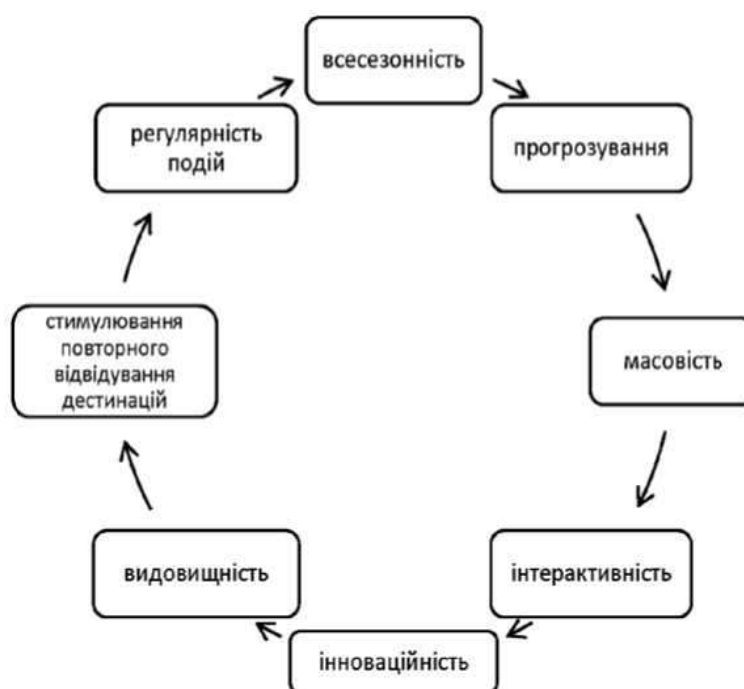 всесезонність
прогрозування
масовість
інтерактивність
інноваційність
видовищність
стимулювання
повторного
відвідування
дестинацій
регулярність
подій